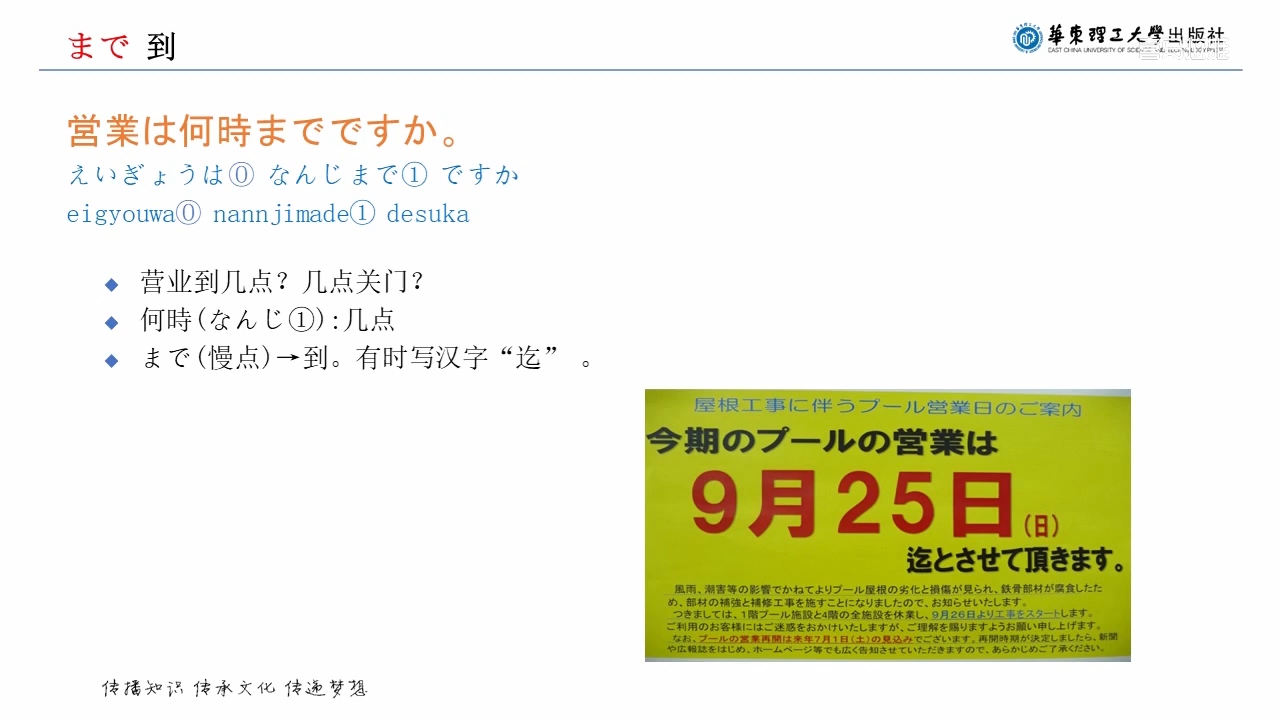 まで 到
華東理工大學出版社
EAST CHINA UNIVERSITY OF SCIENCE AND TECHNOLOGY PRESS
営業は何時までですか。
えいぎょうは⓪ なんじまで① ですか
eigyouwa⓪ nannjimade① desuka
◆ 营业到几点？几点关门？
◆ 何時(なんじ①):几点
◆ まで(慢点)→到。有时写汉字“迄” 。
屋根工事に伴うプール営業日のご案内
今期のプールの営業は
9月25日(日)
迄とさせて頂きます。
風雨、潮害等の影響でかねてよりプール屋根の劣化と損傷が見られ、鉄骨部材が腐食したた
め、部材の補強と補修工事を施すことになりましたので、お知らせいたします。
つきましては、1階プール施設と4階の全施設を休業し、9月26日より工事をスタートします。
ご利用のお客様にはご迷惑をおかけいたしますが、ご理解を賜りますようお願い申し上げます。
なお、プールの営業再開は来年7月1日(土)の見込みでございます。再開時期が決定しましたら、新聞
や広報誌をはじめ、ホームページ等でも広く告知させていただきますので、あらかじめご了承ください。
传播知识 传承文化 传递梦想